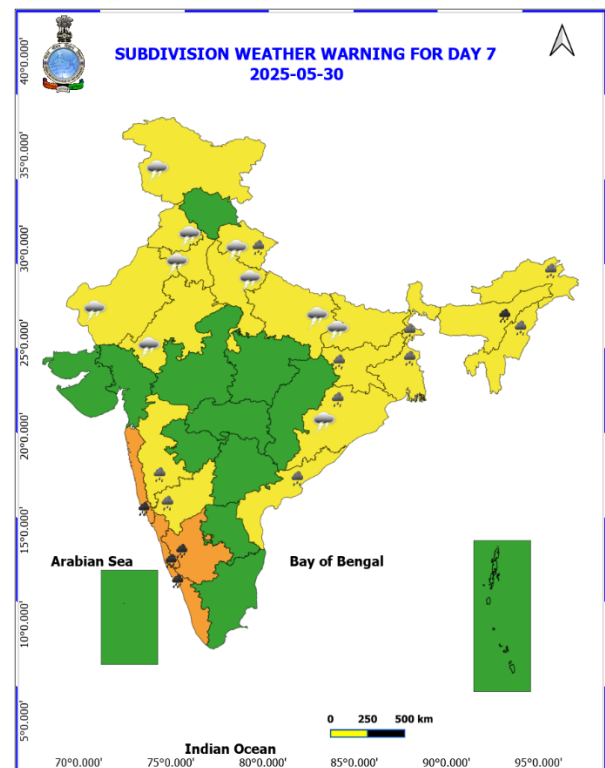 SUBDIVISION WEATHER WARNING FOR DAY 7
2025-05-30
40°0.000'
35°0.000'
30°0.000'
25°0.000'
20°0.000'
15°0.000'
10°0.000'
5°0.000'
Arabian Sea
Bay of Bengal
0 250 500 km
Indian Ocean
70°0.000' 75°0.000' 80°0.000' 85°0.000' 90°0.000' 95°0.000'